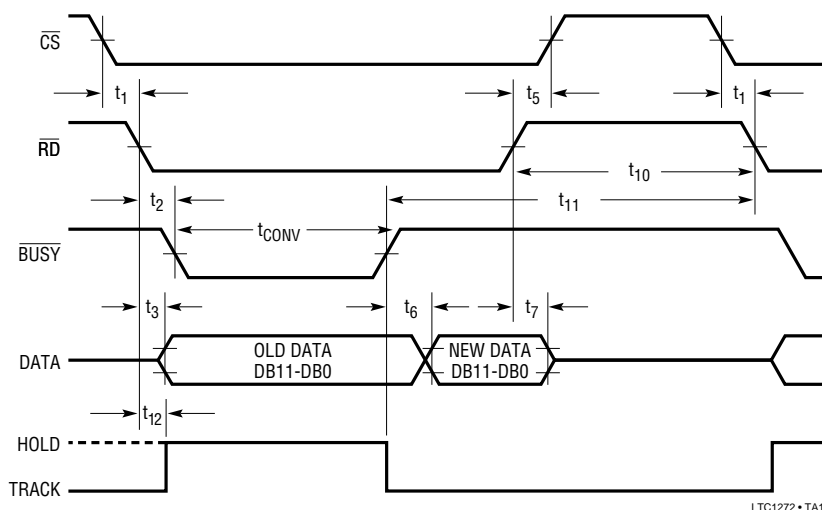 CS
t1 t5 t1
RD
t10
t2
t11
tCONV
BUSY
t3 t6 t7
OLD DATA NEW DATA
DATA
DB11-DB0 DB11-DB0
t12
HOLD
TRACK
LTC1272 • TA1